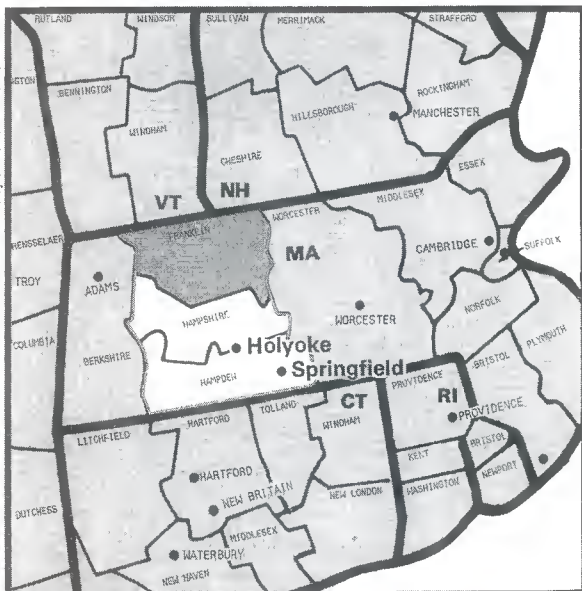 RUTLAND
WINDSOR
SULLIVAN
MERRIMACK
STRAFFORD
BENNINGTON
WINDHAM
HILLSBOROUGH
ROCKINGHAM
MANCHESTER
CHESHIRE
ESSEX
VT
NH
MIDDLESEX
RENSSELAER
FRANKLIN
WORCESTER
MA
CAMBRIDGE
SUFFOLK
TROY
ADAMS
HAMPSHIRE
WORCESTER
NORFOLK
COLUMBIA
BERKSHIRE
Holyoke
PLYMOUTH
HAMPDEN
Springfield
BRISTOL
LITCHFIELD
HARTFORD
TOLLAND
CT
WINDHAM
PROVIDENCE
RI
PROVIDENCE
HARTFORD
KENT
BRISTOL
DUTCHESS
NEW BRITAIN
NEW LONDON
WASHINGTON
NEWPORT
MIDDLESEX
WATERBURY
NEW HAVEN